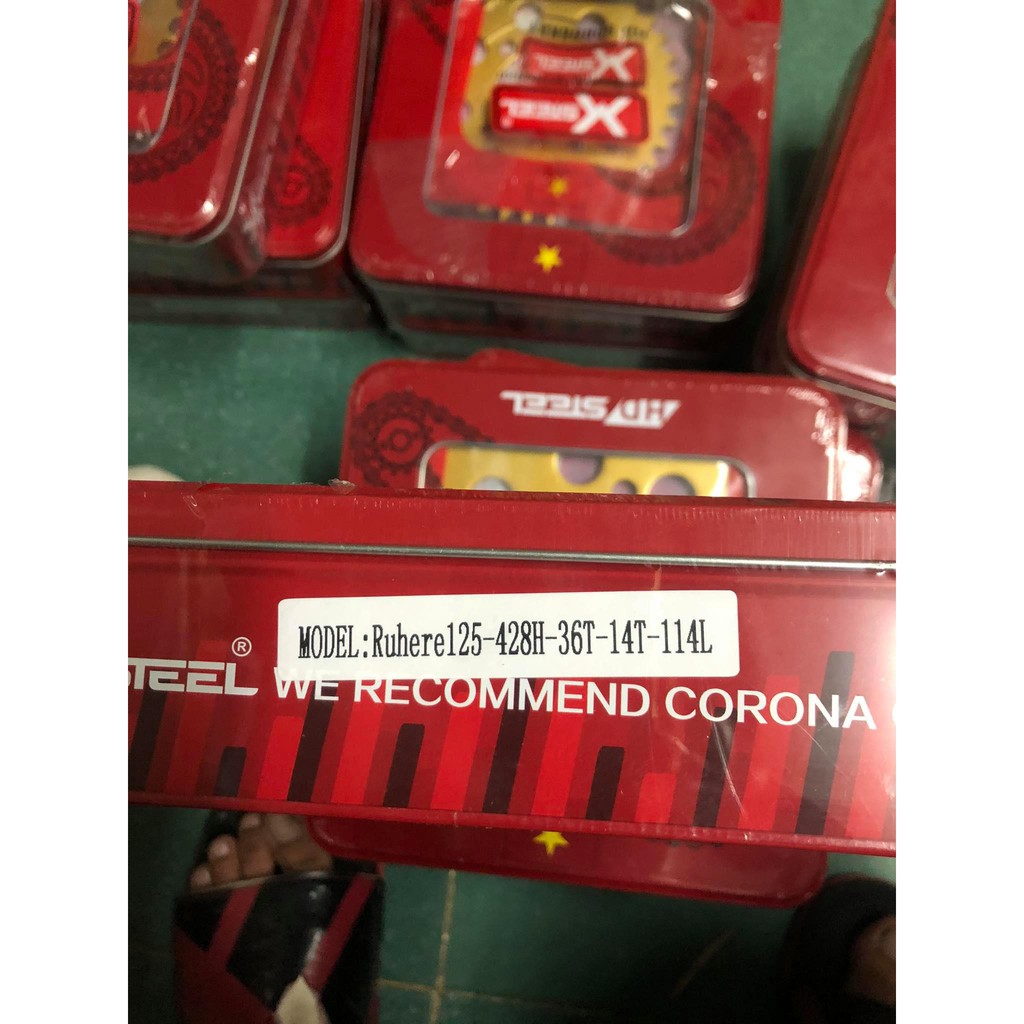 X STEEL
X STEEL®
HD STEEL
MODEL:Ruhere125-428H-36T-14T-114L
STEEL® WE RECOMMEND CORONA